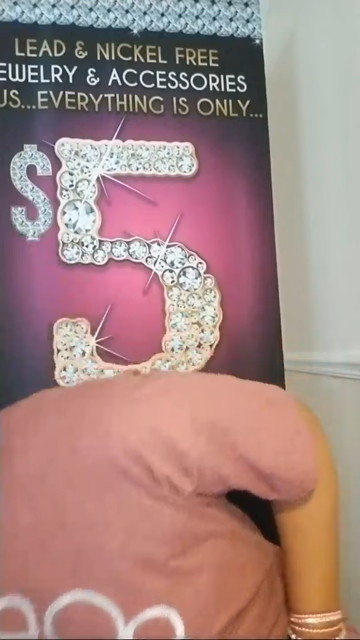 LEAD & NICKEL FREE
EWELRY & ACCESSORIES
US...EVERYTHING IS ONLY...
$5